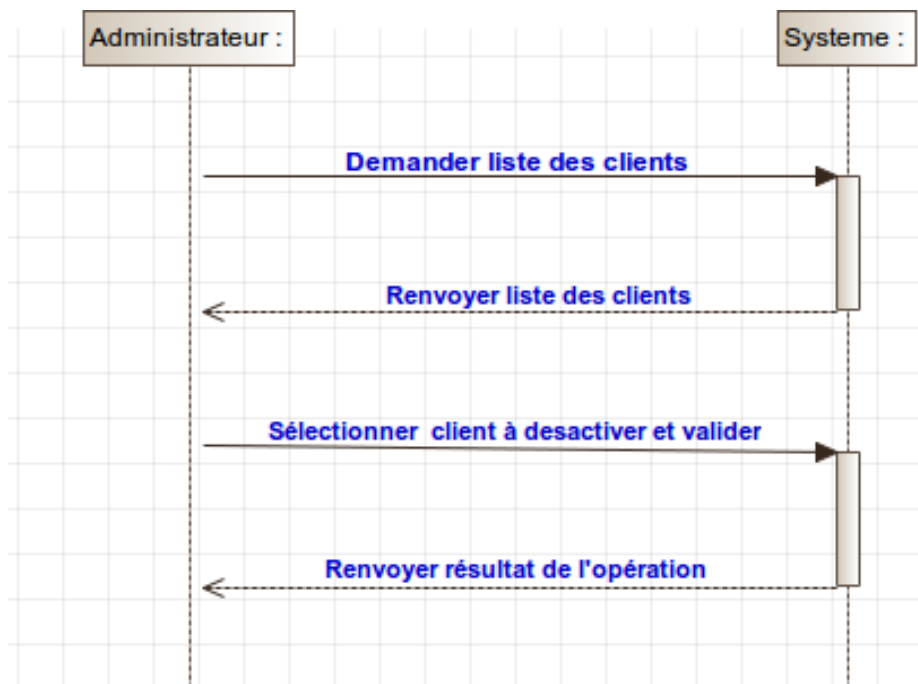 Administrateur :
Systeme :
Demander liste des clients
Renvoyer liste des clients
Sélectionner client à desactiver et valider
Renvoyer résultat de l'opération